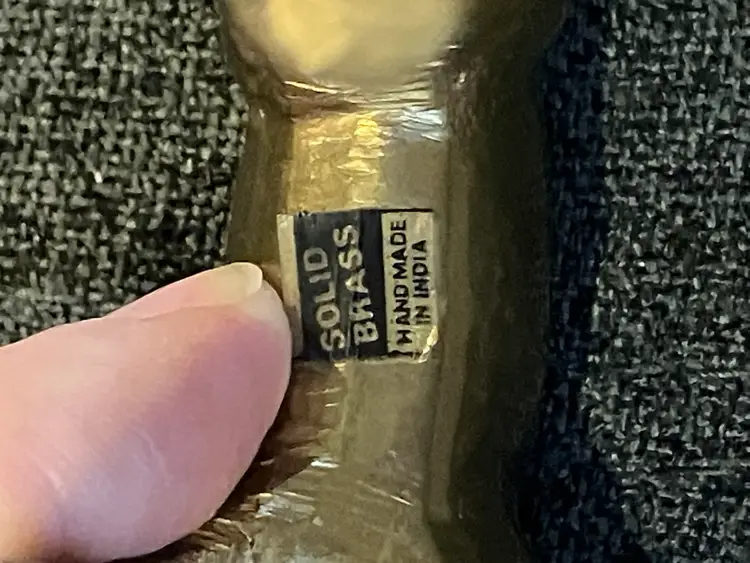 SOLID
BRASS
HAND MADE
IN INDIA